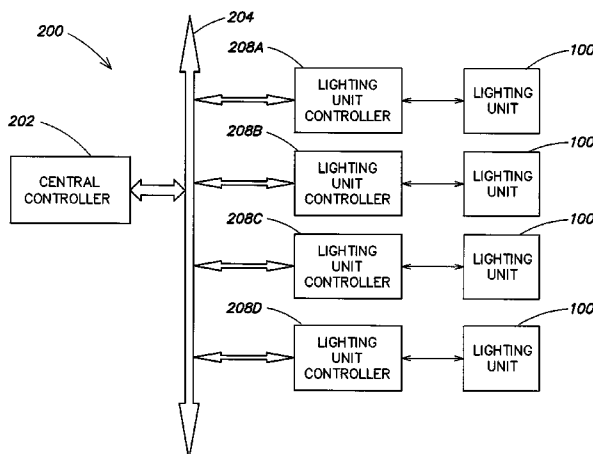 204
200
208A
100
LIGHTING
UNIT
CONTROLLER
LIGHTING
UNIT
202
208B
100
CENTRAL
CONTROLLER
LIGHTING
UNIT
CONTROLLER
LIGHTING
UNIT
208C
100
LIGHTING
UNIT
CONTROLLER
LIGHTING
UNIT
208D
100
LIGHTING
UNIT
CONTROLLER
LIGHTING
UNIT